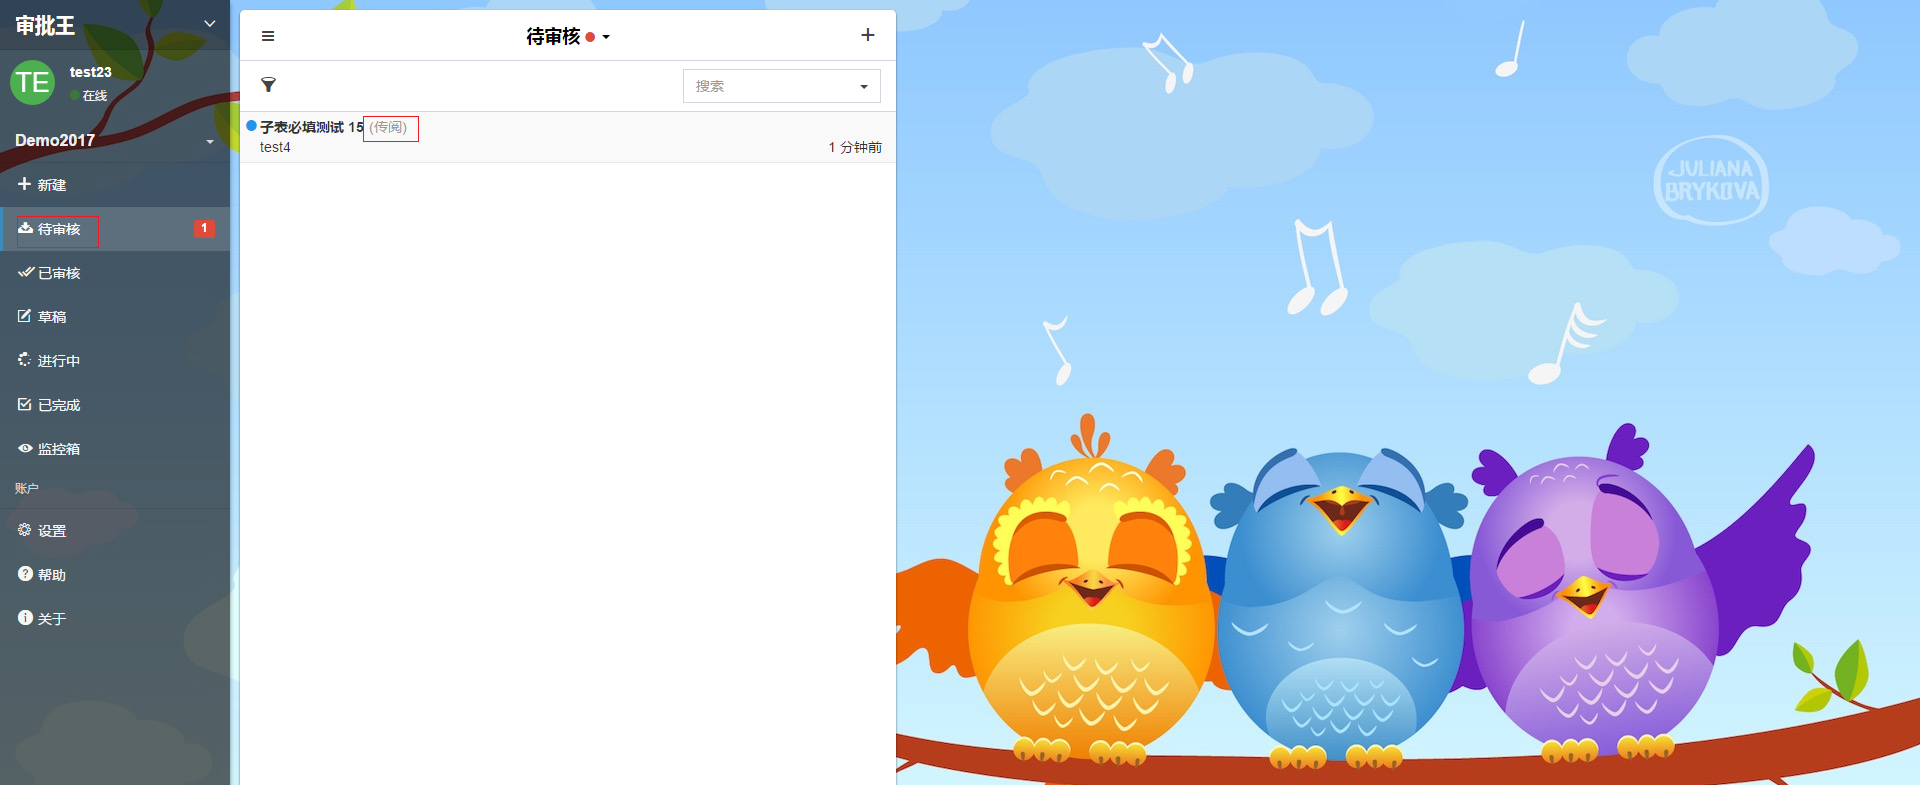 审批王
TE
test23
在线
Demo2017
新建
待审核
1
已审核
草稿
进行中
已完成
监控箱
账户
设置
帮助
关于
待审核
搜索
子表必填测试 15 (传阅)
test4
1 分钟前
JULIANA
BRYKOVA